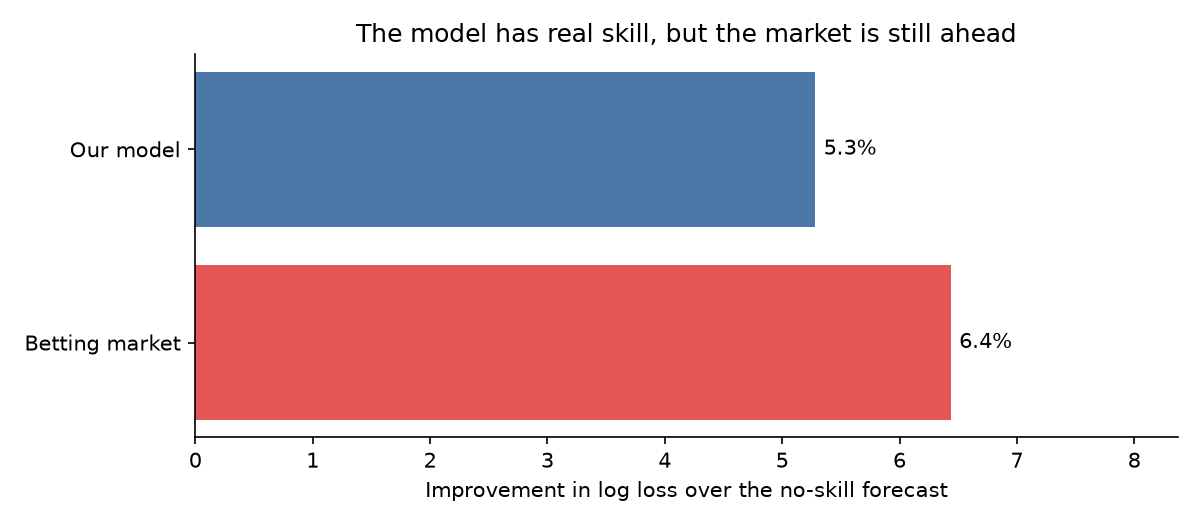 The model has real skill, but the market is still ahead
Our model
5.3%
Betting market
6.4%
0 1 2 3 4 5 6 7 8
Improvement in log loss over the no-skill forecast